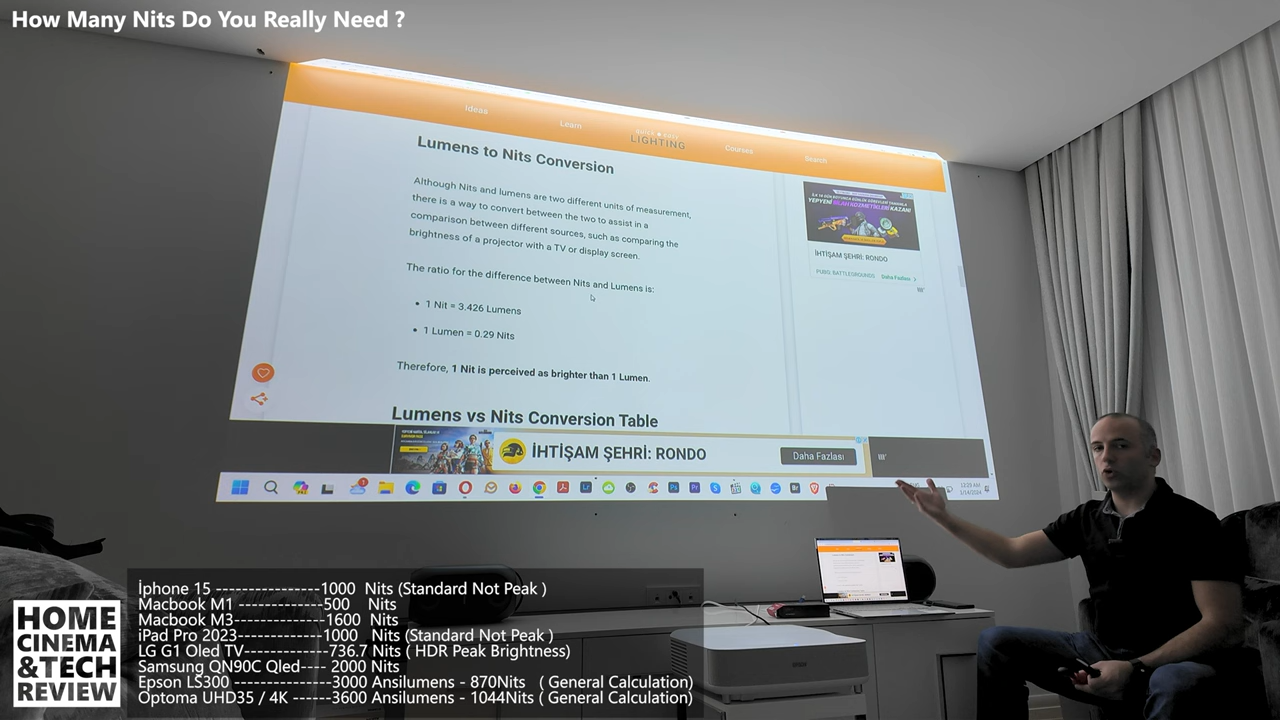 How Many Nits Do You Really Need ?
Ideas
Learn
LIGHTING
Courses
Search
Lumens to Nits Conversion
Although Nits and lumens are two different units of measurement,
there is a way to convert between the two to assist in a
comparison between different sources, such as comparing the
brightness of a projector with a TV or display screen.
The ratio for the difference between Nits and Lumens is:
• 1 Nit = 3.426 Lumens
• 1 Lumen = 0.29 Nits
Therefore, 1 Nit is perceived as brighter than 1 Lumen.
Lumens vs Nits Conversion Table
İHTİŞAM ŞEHRİ: RONDO
PUBG: BATTLEGROUNDS
Daha Fazlası
İHTİŞAM ŞEHRİ: RONDO
Daha Fazlası
İphone 15 ---------------1000 Nits (Standard Not Peak )
Macbook M1 ------------500 Nits
Macbook M3-------------1600 Nits
iPad Pro 2023------------1000 Nits (Standard Not Peak )
LG G1 Oled TV------------736.7 Nits ( HDR Peak Brightness)
Samsung QN90C Qled---- 2000 Nits
Epson LS300 ------------3000 Ansilumens - 870Nits ( General Calculation)
Optoma UHD35 / 4K ------3600 Ansilumens - 1044Nits ( General Calculation)
HOME
CINEMA
&TECH
REVIEW